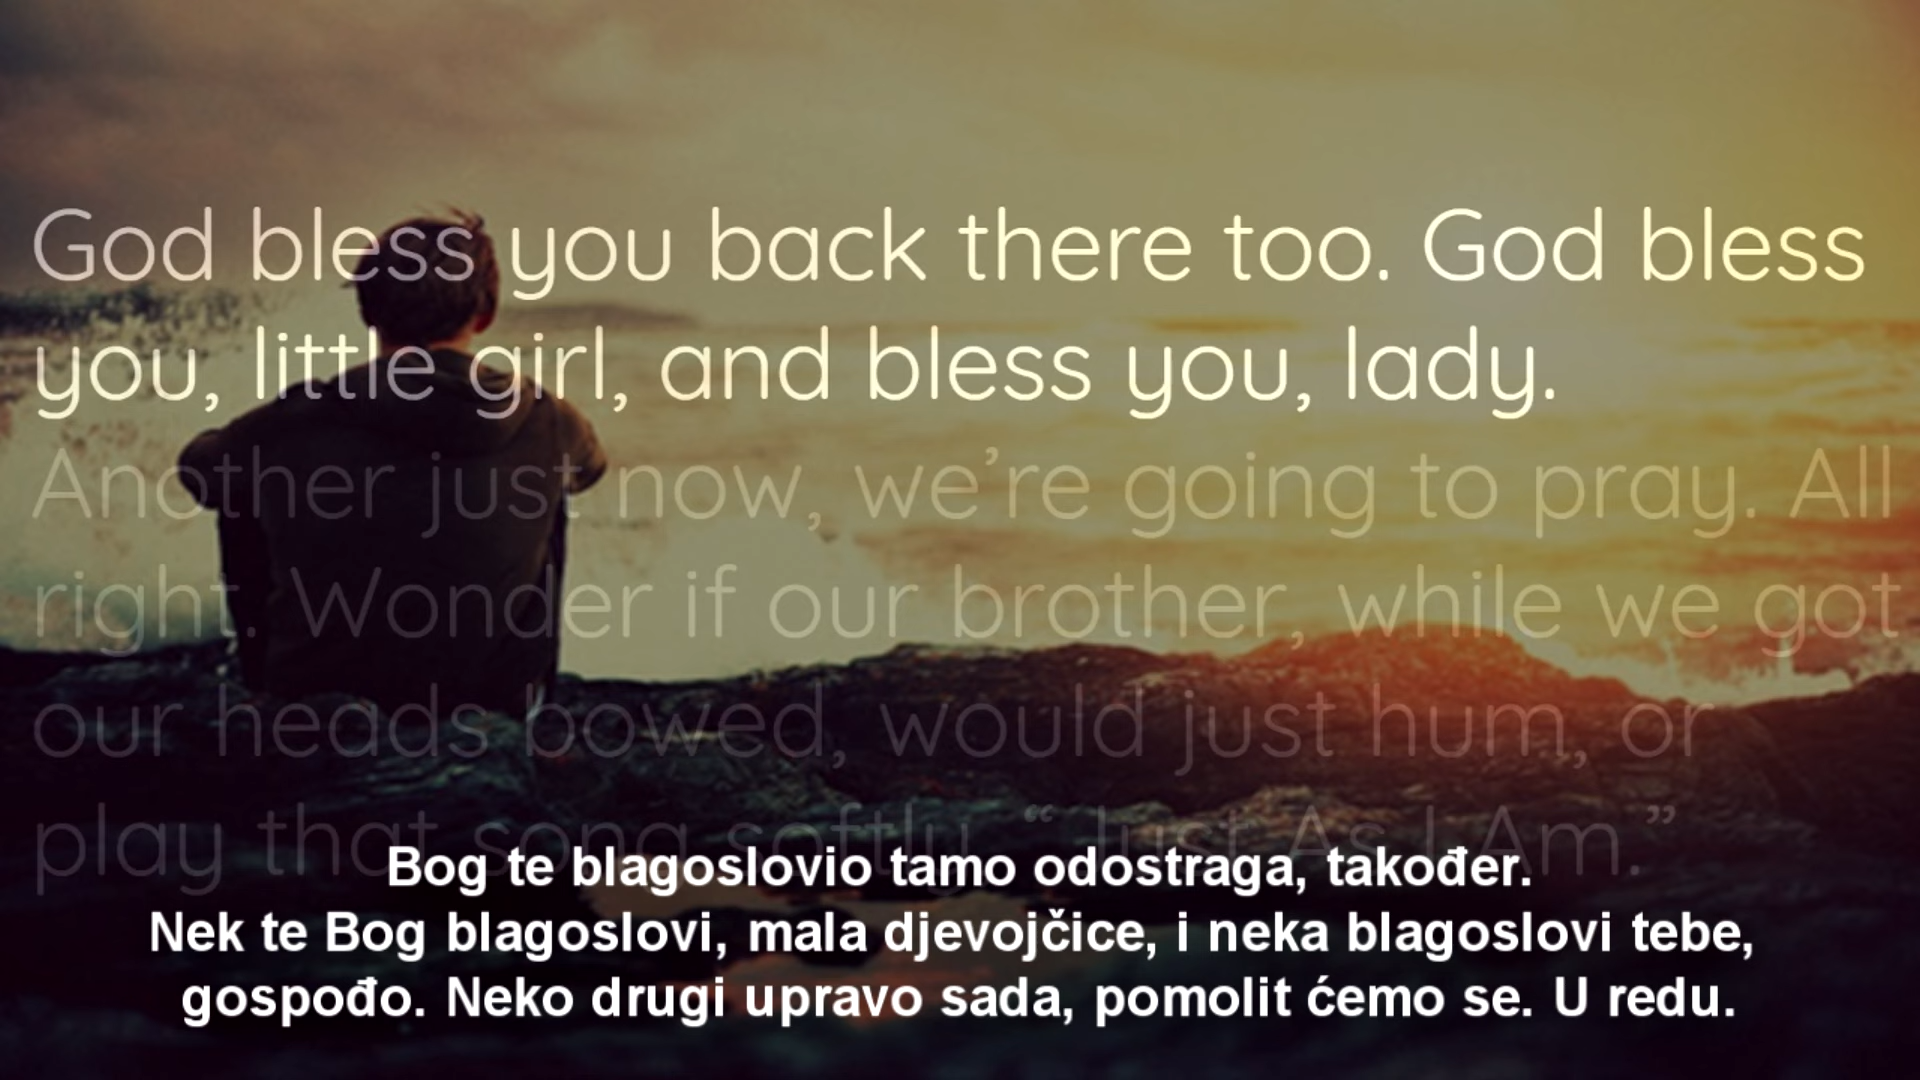 God bless you back there too. God bless
you, little girl, and bless you, lady.
Another just now, we’re going to pray. All
right. Wonder if our brother, while we got
our heads bowed, would just hum, or
play that song softly, “Just As I Am.”
Bog te blagoslovio tamo odostraga, također.
Nek te Bog blagoslovi, mala djevojčice, i neka blagoslovi tebe,
gospođo. Neko drugi upravo sada, pomolit ćemo se. U redu.